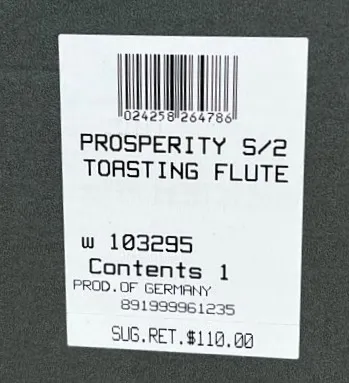 024258 264786
PROSPERITY S/2
TOASTING FLUTE
W 103295
Contents 1
PROD.OF GERMANY
891999961235
SUG.RET.$110.00